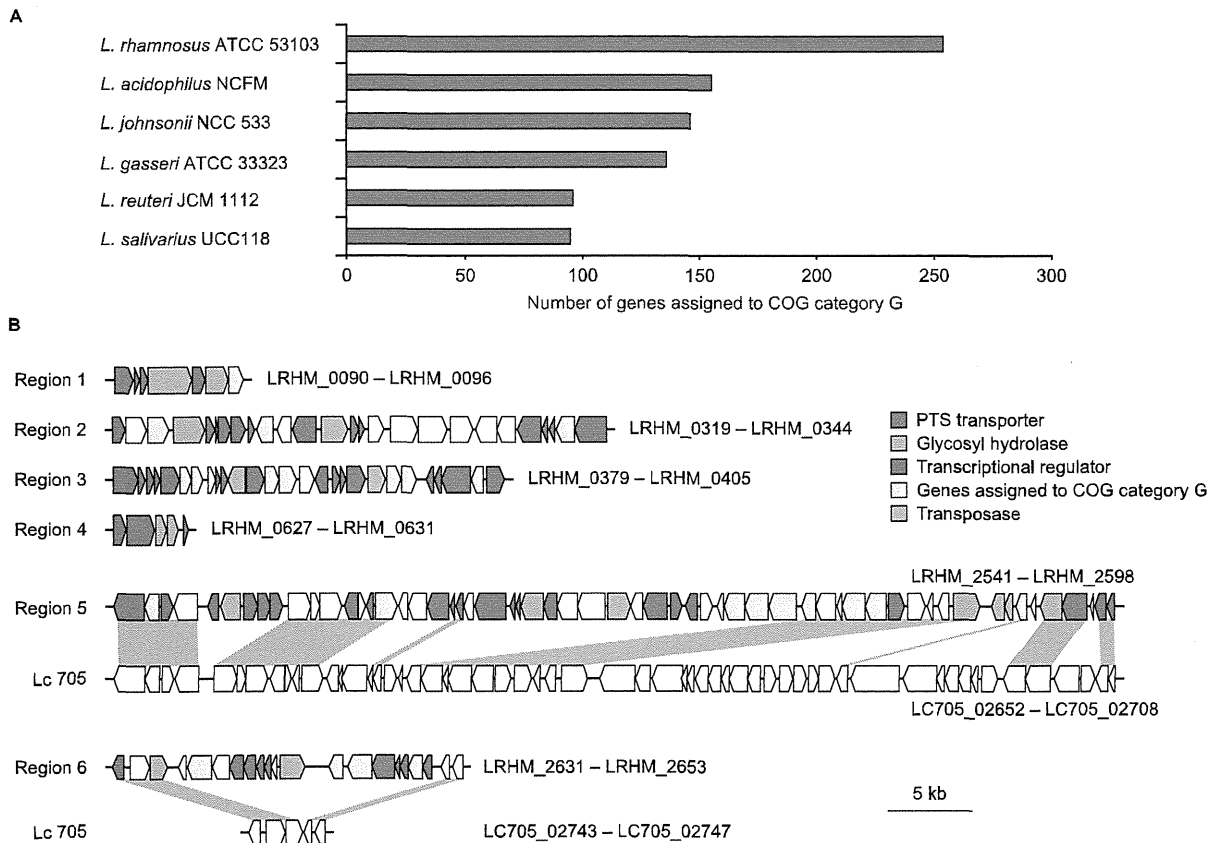 A
L. rhamnosus ATCC 53103
L. acidophilus NCFM
L. johnsonii NCC 533
L. gasseri ATCC 33323
L. reuteri JCM 1112
L. salivarius UCC118
0 50 100 150 200 250 300
Number of genes assigned to COG category G
B
Region 1 LRHM_0090 – LRHM_0096
Region 2 LRHM_0319 – LRHM_0344
Region 3 LRHM_0379 – LRHM_0405
Region 4 LRHM_0627 – LRHM_0631
PTS transporter
Glycosyl hydrolase
Transcriptional regulator
Genes assigned to COG category G
Transposase
LRHM_2541 – LRHM_2598
Region 5
Lc 705
LC705_02652 – LC705_02708
Region 6 LRHM_2631 – LRHM_2653
5 kb
Lc 705 LC705_02743 – LC705_02747